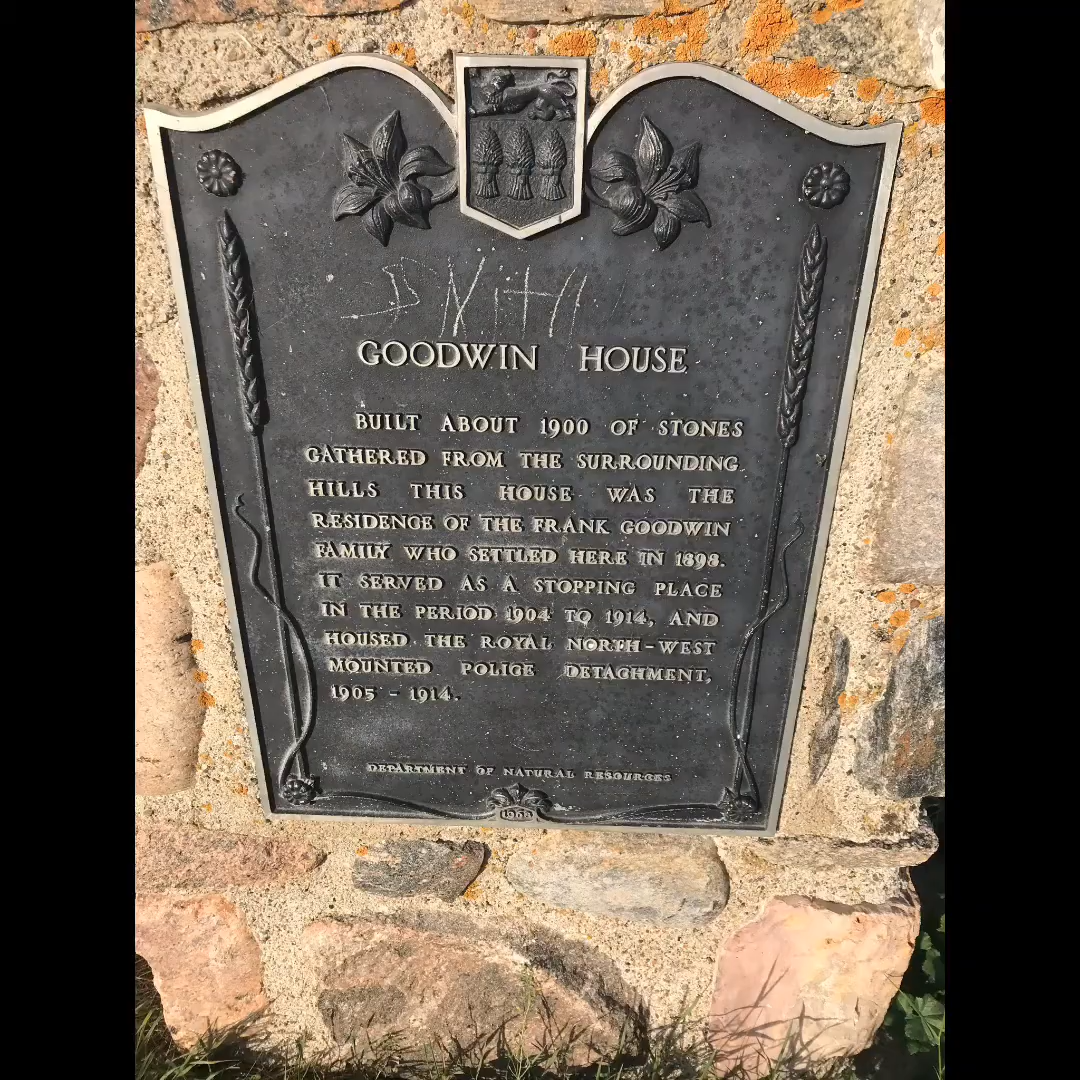 GOODWIN HOUSE
BUILT ABOUT 1900 OF STONES
GATHERED FROM THE SURROUNDING
HILLS THIS HOUSE WAS THE
RESIDENCE OF THE FRANK GOODWIN
FAMILY WHO SETTLED HERE IN 1898.
IT SERVED AS A STOPPING PLACE
IN THE PERIOD 1904 TO 1914, AND
HOUSED THE ROYAL NORTH-WEST
MOUNTED POLICE DETACHMENT,
1905 - 1914.
DEPARTMENT OF NATURAL RESOURCES